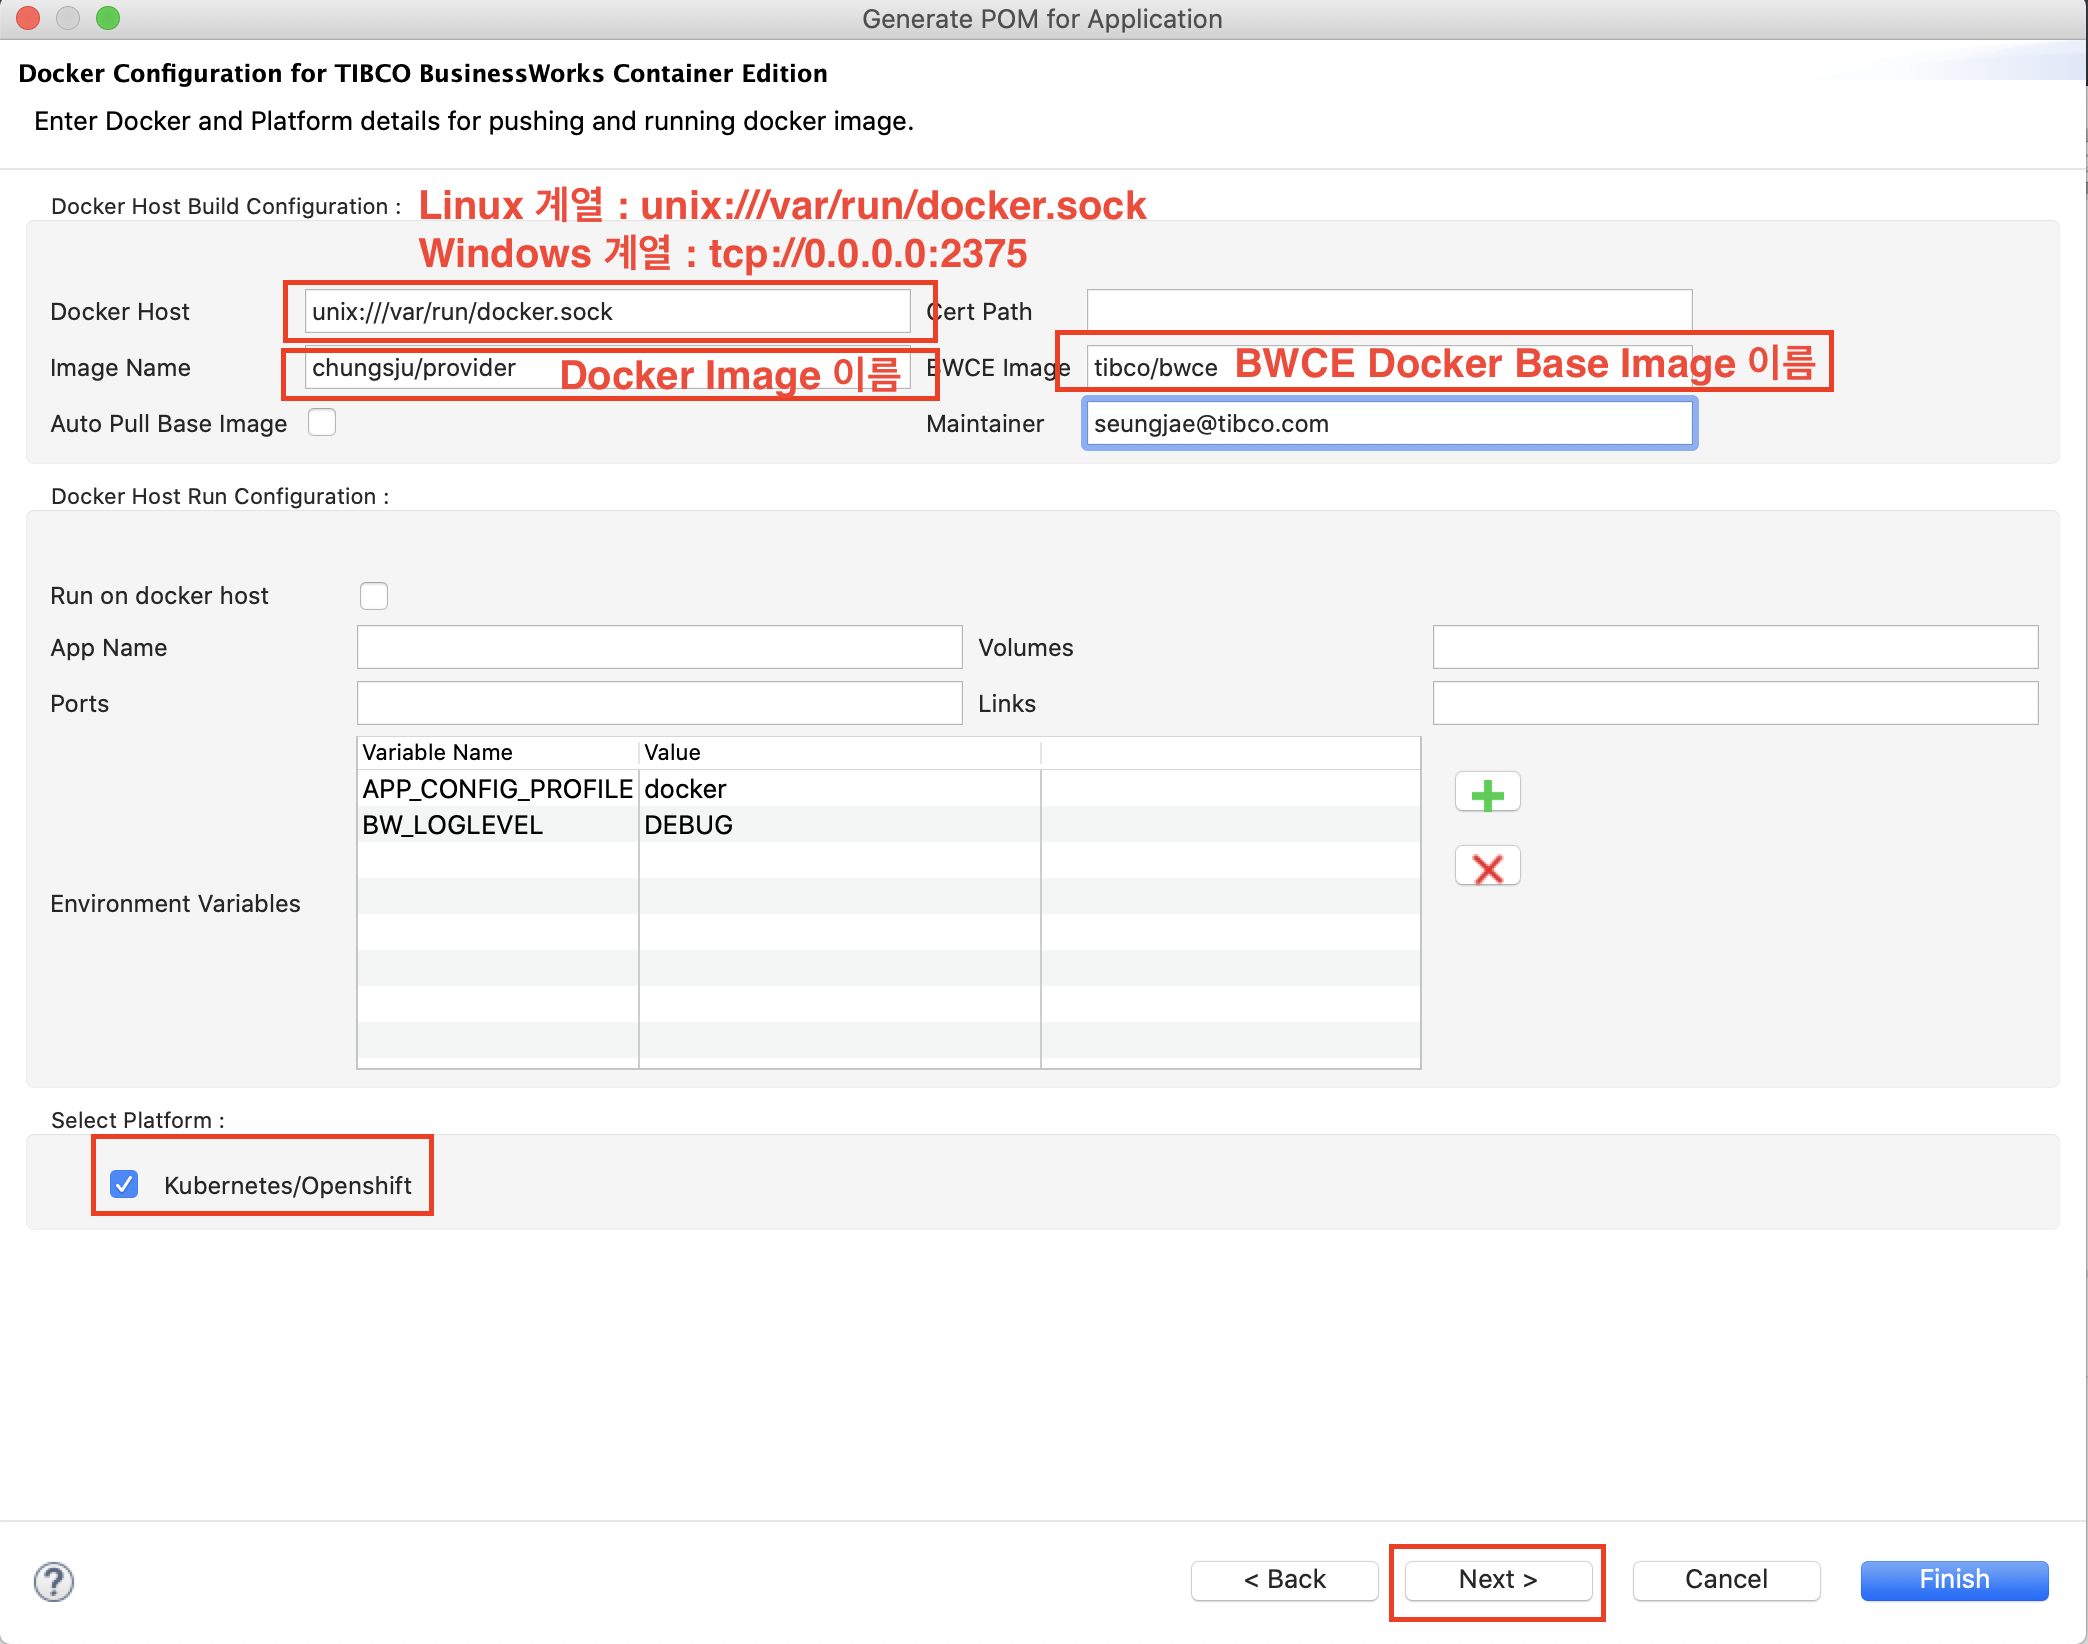 Generate POM for Application
Docker Configuration for TIBCO BusinessWorks Container Edition
Enter Docker and Platform details for pushing and running docker image.
Docker Host Build Configuration :
Linux 계열 : unix:///var/run/docker.sock
Windows 계열 : tcp://0.0.0.0:2375
Docker Host unix:///var/run/docker.sock Cert Path
Image Name chungsju/provider Docker Image 이름 BWCE Image tibco/bwce BWCE Docker Base Image 이름
Auto Pull Base Image Maintainer seungjae@tibco.com
Docker Host Run Configuration :
Run on docker host
App Name Volumes
Ports Links
Variable Name Value
APP_CONFIG_PROFILE docker
BW_LOGLEVEL DEBUG
Environment Variables
Select Platform :
Kubernetes/Openshift
? < Back Next > Cancel Finish